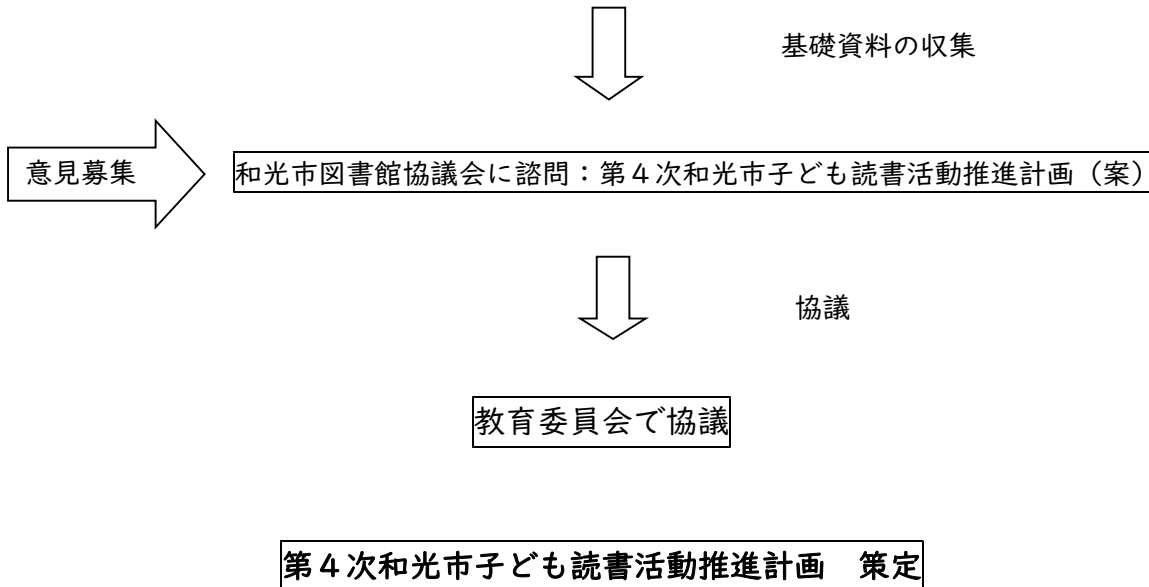 基礎資料の収集
意見募集
和光市図書館協議会に諮問：第４次和光市子ども読書活動推進計画（案）
協議
教育委員会で協議
第４次和光市子ども読書活動推進計画　策定